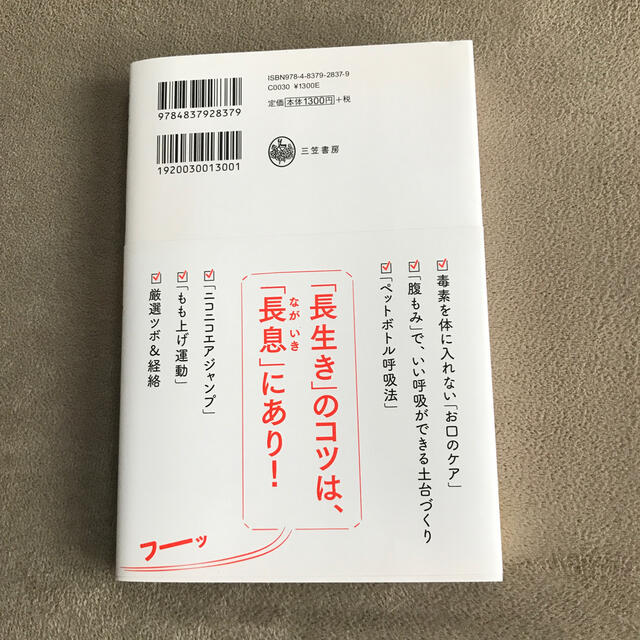 ISBN978-4-8379-2837-9
C0030 ¥1300E
定価 本体1300円 +税
9784837928379
1920030013001
三笠書房
毒素を体に入れない「お口のケア」
「腹もみ」で、いい呼吸ができる土台づくり
「ペットボトル呼吸法」
「長生き」のコツは、
「長息」にあり!
ながいき
「ニコニコエアジャンプ」
「もも上げ運動」
厳選ツボ&経絡
フーッ